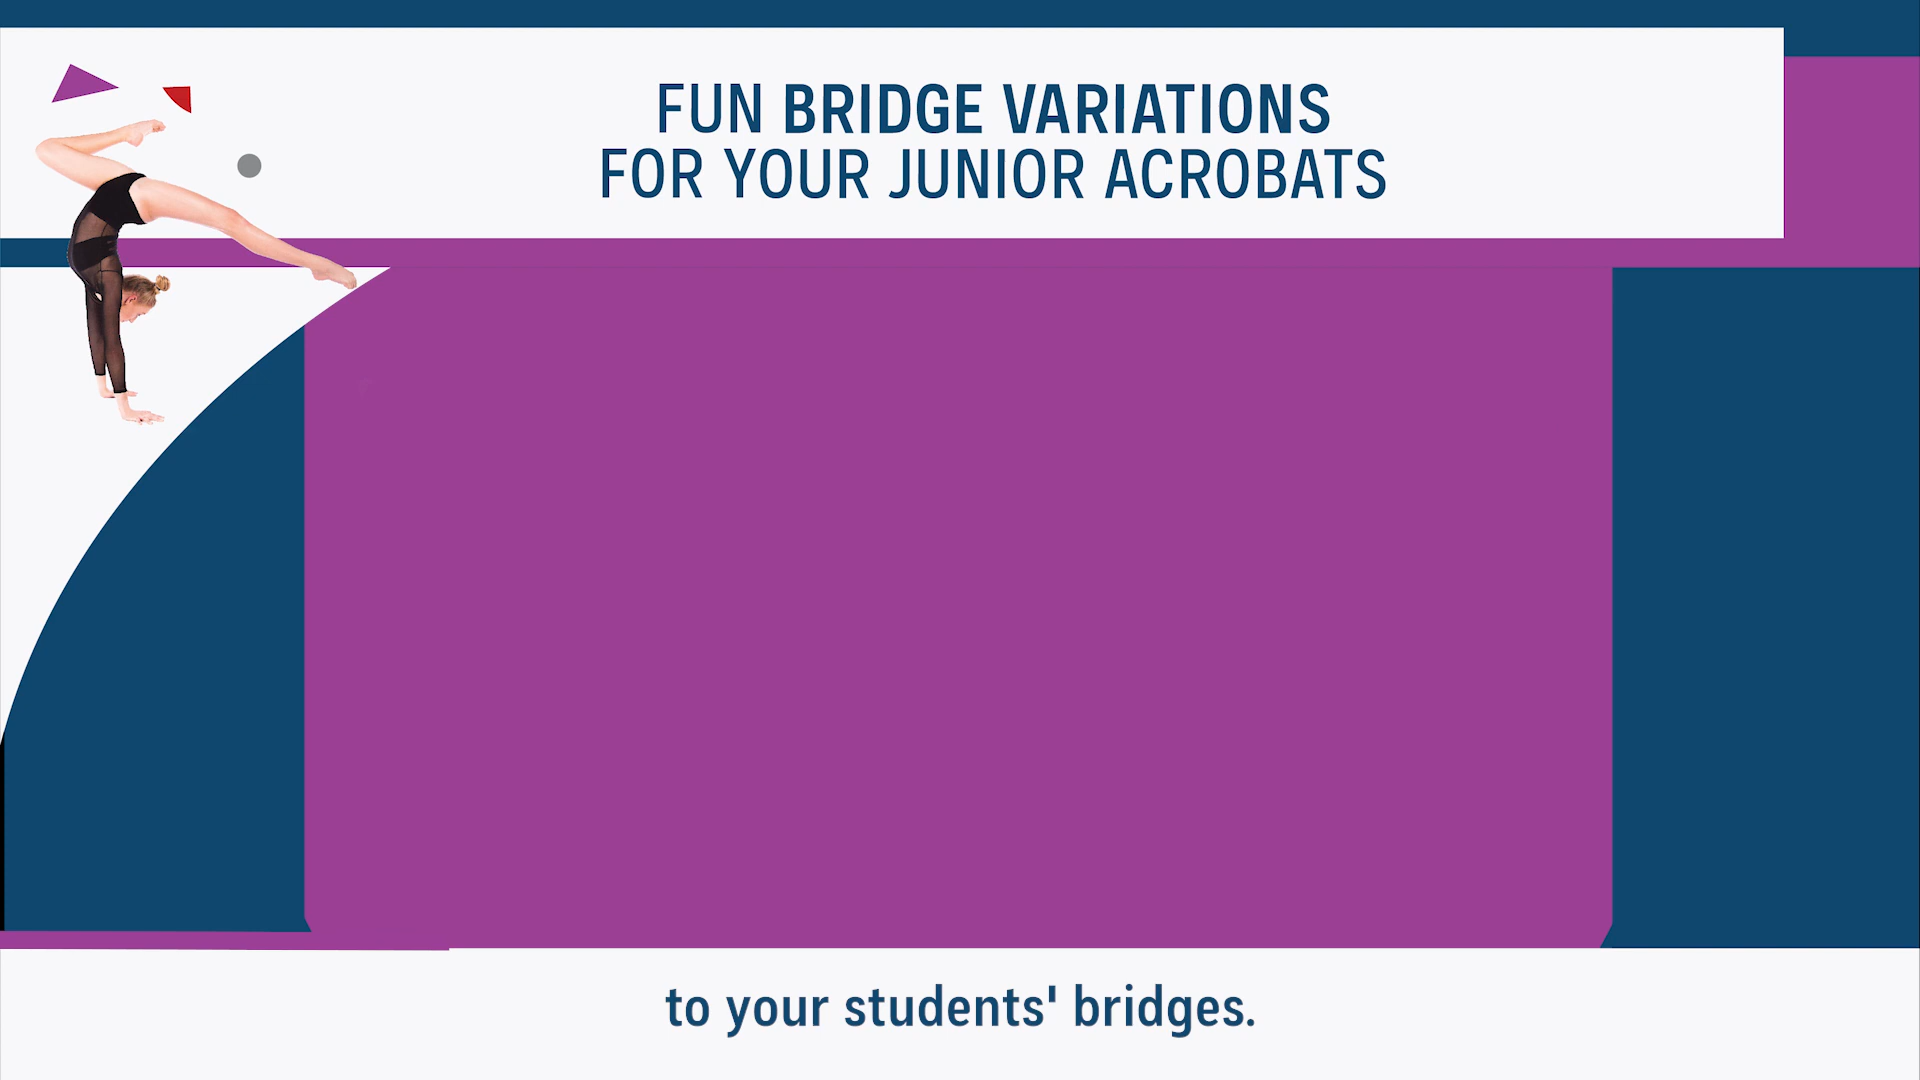 FUN BRIDGE VARIATIONS
FOR YOUR JUNIOR ACROBATS
to your students' bridges.